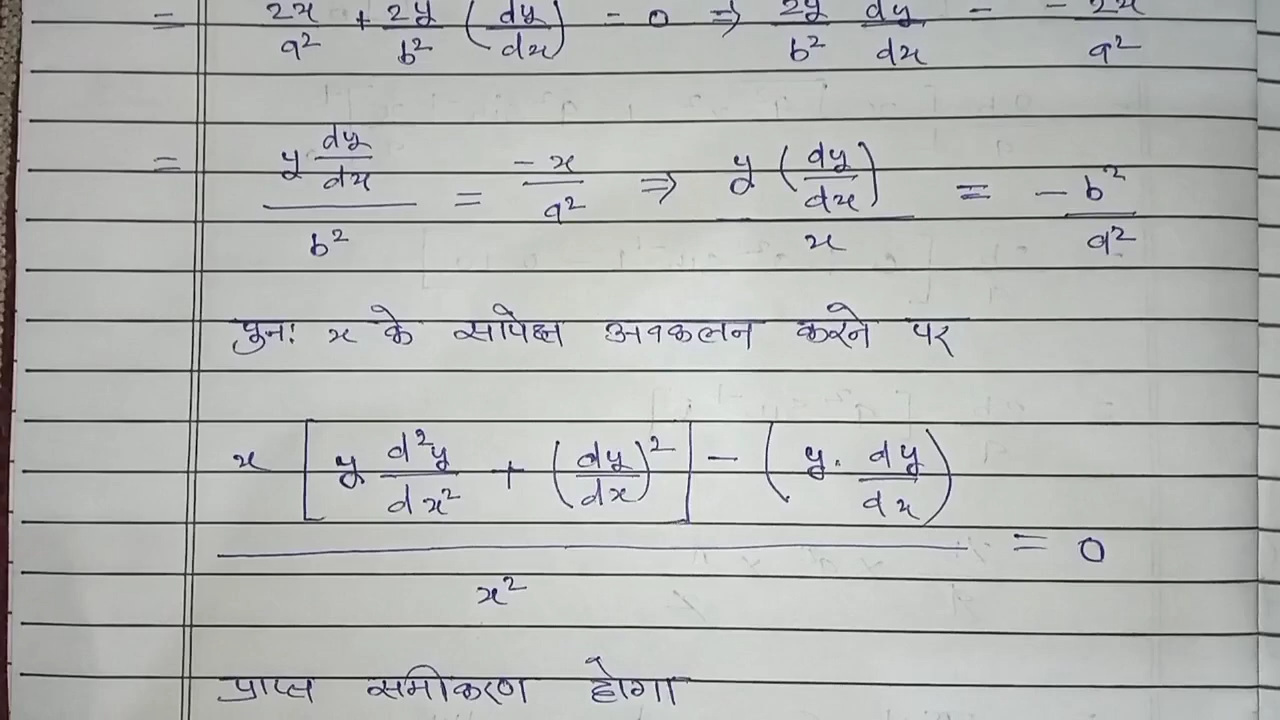 = 2x/a² + 2y/b² (dy/dx) = 0 ⇒ 2y/b² dy/dx = - 2x/a²
= y dy/dx / b² = -x/a² ⇒ y (dy/dx) / x = - b²/a²
पुनः x के सापेक्ष अवकलन करने पर
x [ y d²y/dx² + (dy/dx)² ] - ( y. dy/dx ) / x² = 0
प्राप्त समीकरण होगा